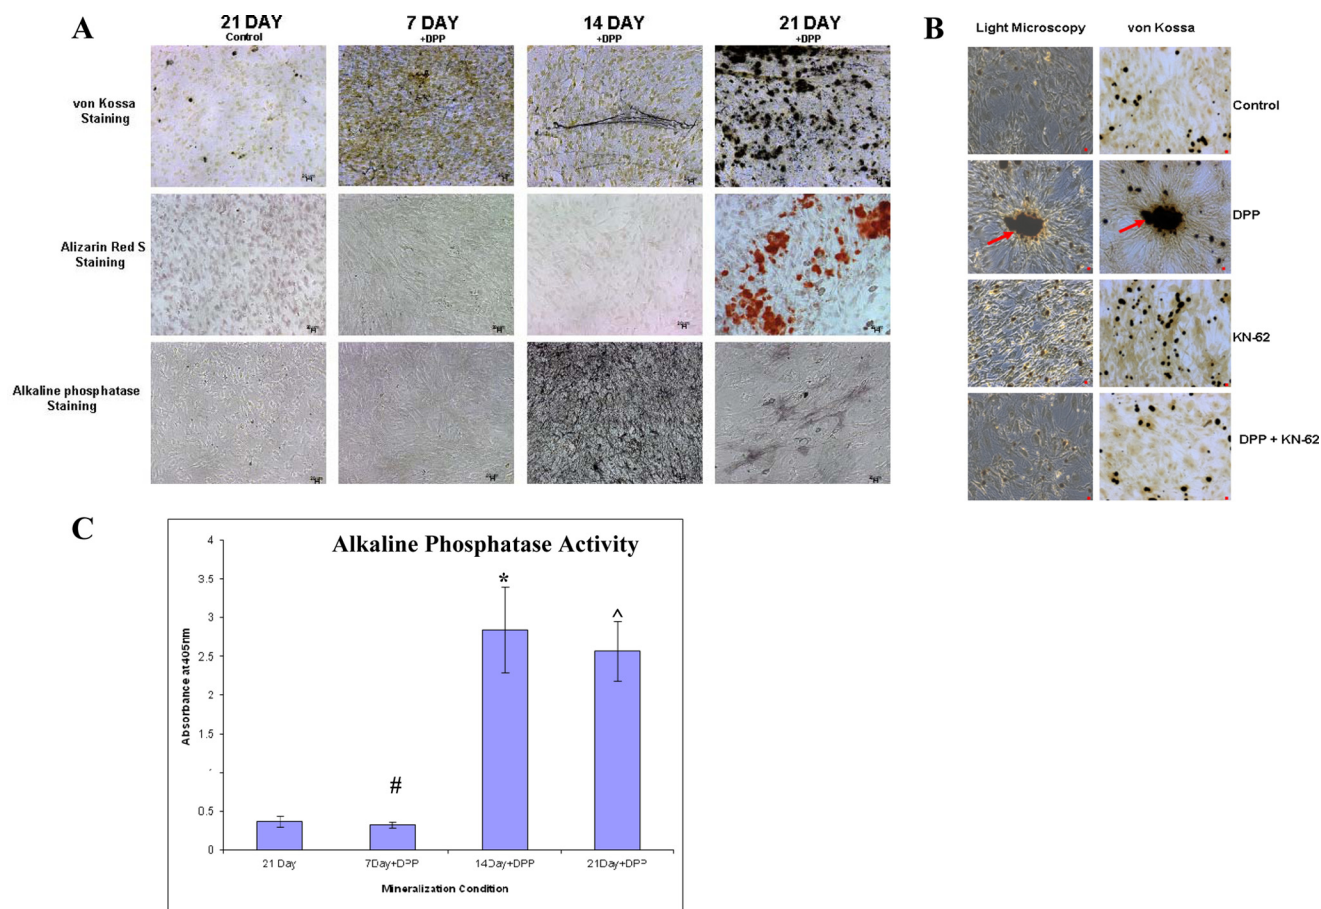 A
21 DAY
Control
7 DAY
+DPP
14 DAY
+DPP
21 DAY
+DPP
von Kossa
Staining
Alizarin Red S
Staining
Alkaline phosphatase
Staining
B
Light Microscopy
von Kossa
Control
DPP
KN-62
DPP + KN-62
C
Alkaline Phosphatase Activity
Absorbance at 405nm
4
3.5
3
2.5
2
1.5
1
0.5
0
#
*
^
21 Day
7Day+DPP
14Day+DPP
21Day+DPP
Mineralization Condition